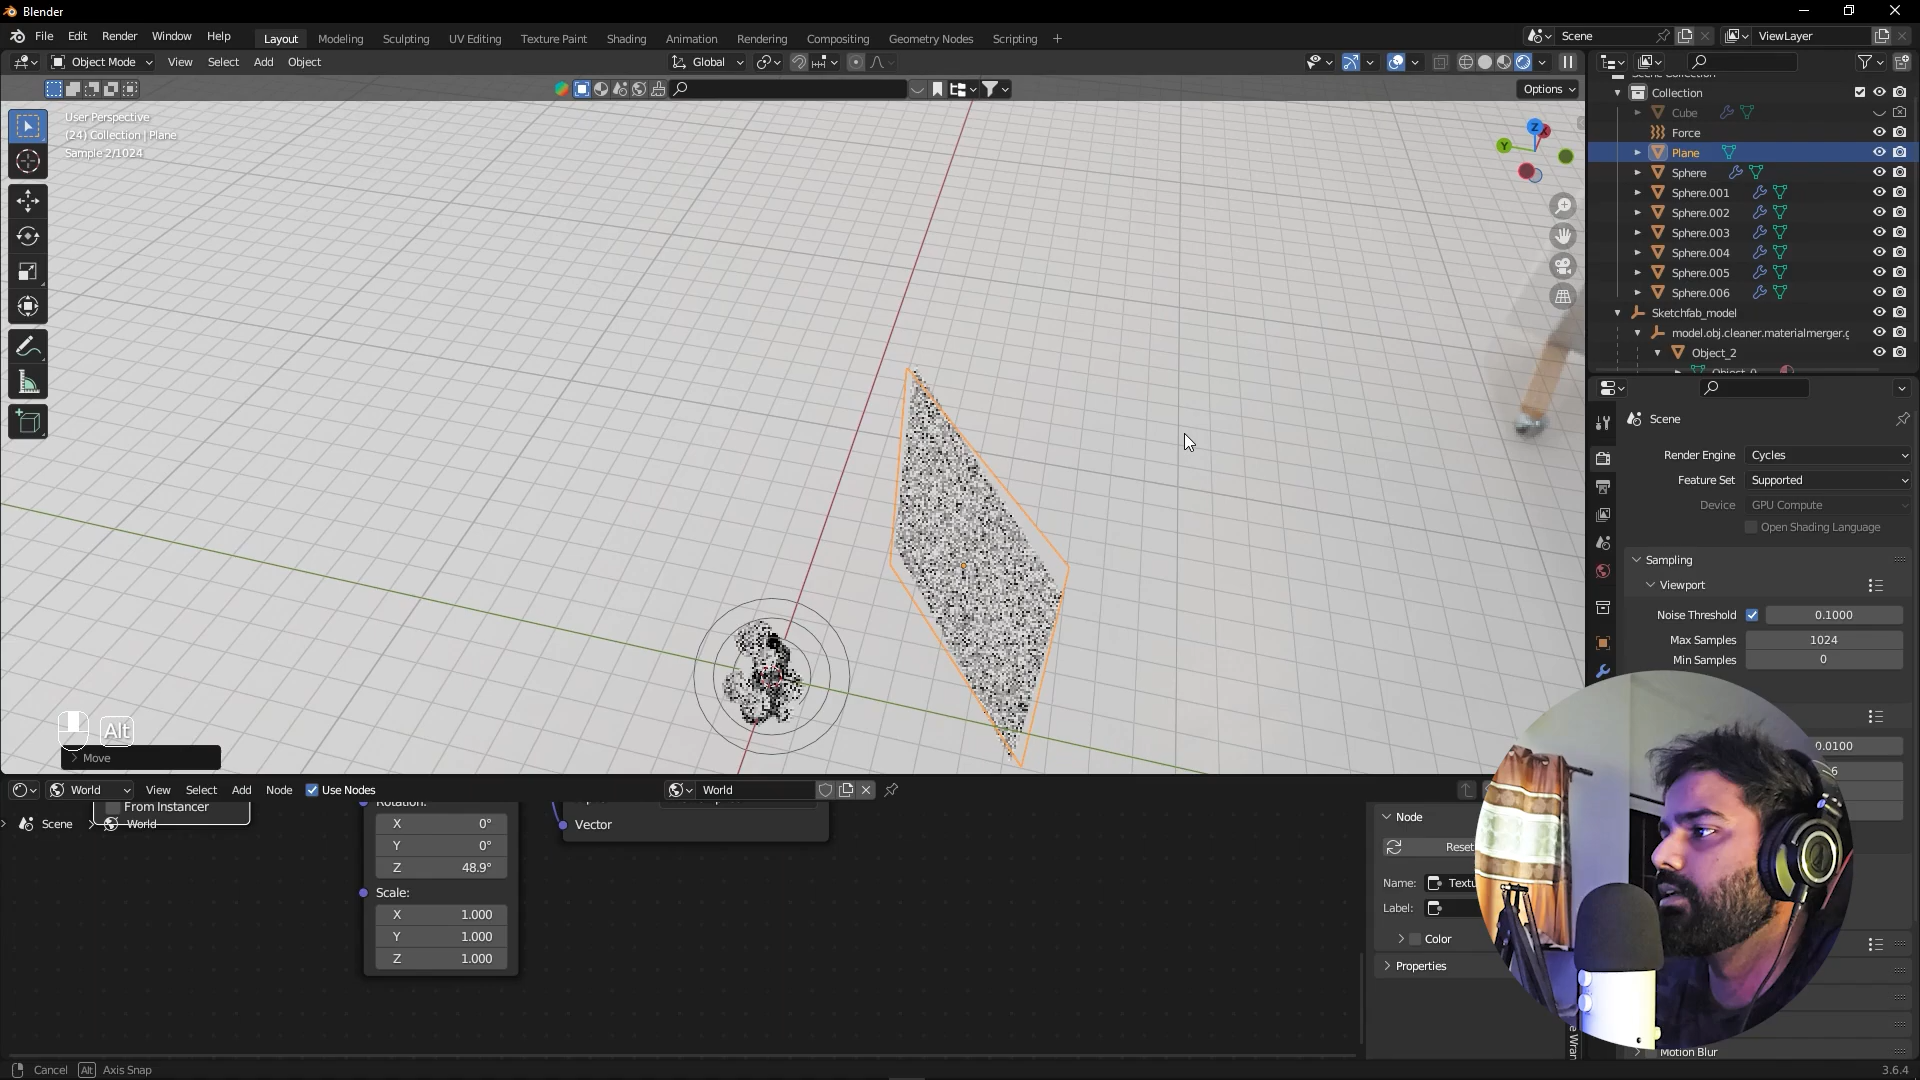 Blender
File Edit Render Window Help
Layout Modeling Sculpting UV Editing Texture Paint Shading Animation Rendering Compositing Geometry Nodes Scripting +
Scene
ViewLayer
Object Mode
View Select Add Object
Global
Options
User Perspective
(24) Collection | Plane
Sample 2/1024
Z
Y
Alt
Move
Collection
Cube
Force
Plane
Sphere
Sphere.001
Sphere.002
Sphere.003
Sphere.004
Sphere.005
Sphere.006
Sketchfab_model
model.obj.cleaner.materialmerger.g
Object_2
Scene
Render Engine Cycles
Feature Set Supported
Device GPU Compute
Open Shading Language
Sampling
Viewport
Noise Threshold 0.1000
Max Samples 1024
Min Samples 0
0.0100
Motion Blur
World
View Select Add Node Use Nodes
World
From Instancer
Scene > World
Rotation:
X 0°
Y 0°
Z 48.9°
Scale:
X 1.000
Y 1.000
Z 1.000
Vector
Node
Reset
Name: Textu
Label:
Color
Properties
Cancel Alt Axis Snap
3.6.4